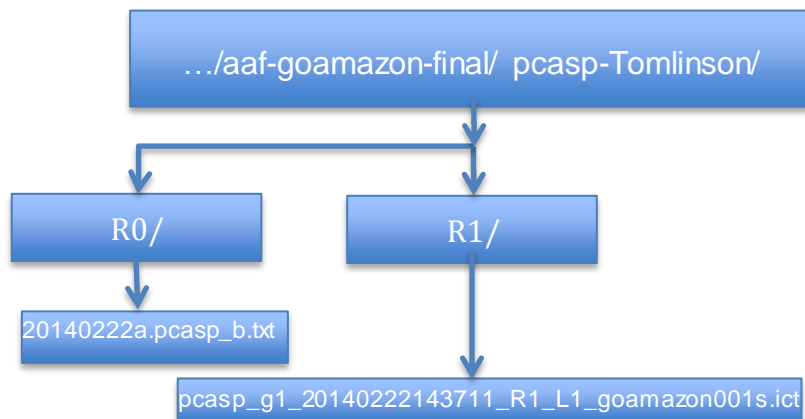 …/aaf-goamazon-final/ pcasp-Tomlinson/
R0/
R1/
20140222a.pcasp_b.txt
pcasp_g1_20140222143711_R1_L1_goamazon001s.ict